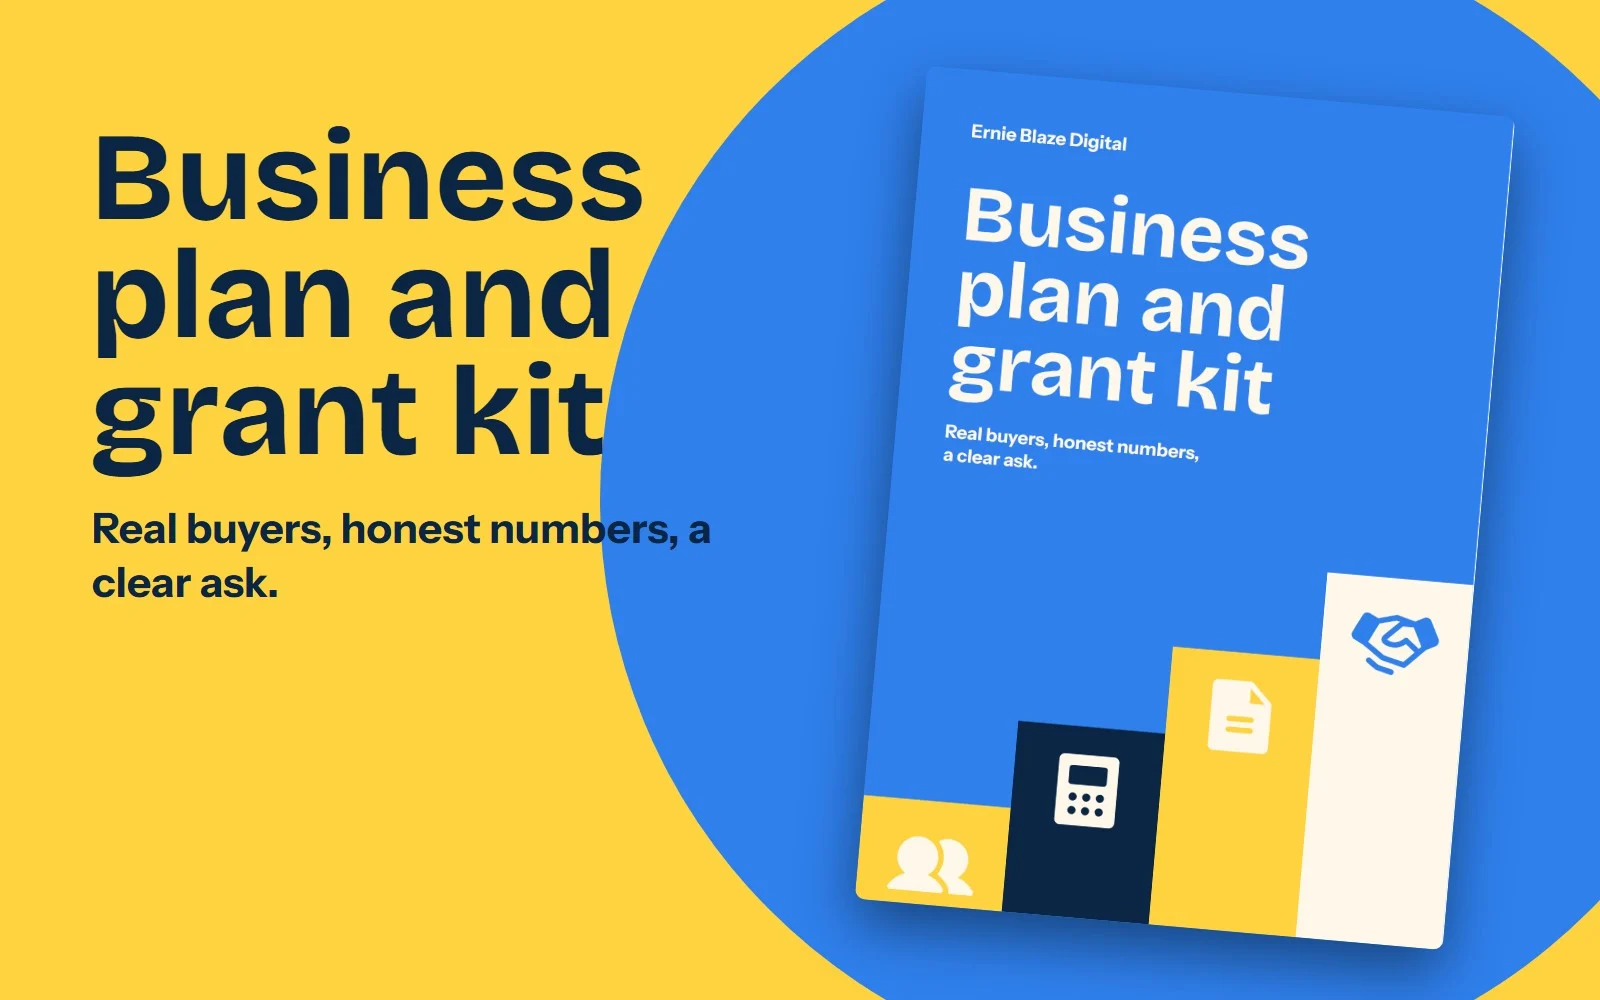 Business
plan and
grant kit
Real buyers, honest numbers, a
clear ask.
Ernie Blaze Digital
Business
plan and
grant kit
Real buyers, honest numbers,
a clear ask.